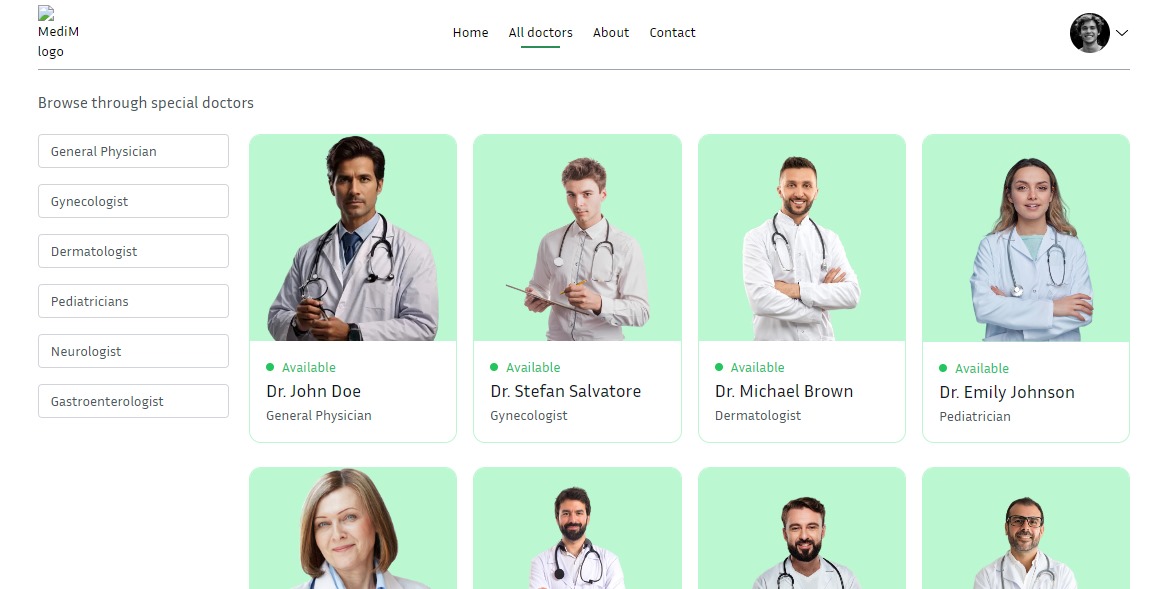 MediM
logo
Home
All doctors
About
Contact
Browse through special doctors
General Physician
Gynecologist
Dermatologist
Pediatricians
Neurologist
Gastroenterologist
Available
Dr. John Doe
General Physician
Available
Dr. Stefan Salvatore
Gynecologist
Available
Dr. Michael Brown
Dermatologist
Available
Dr. Emily Johnson
Pediatrician